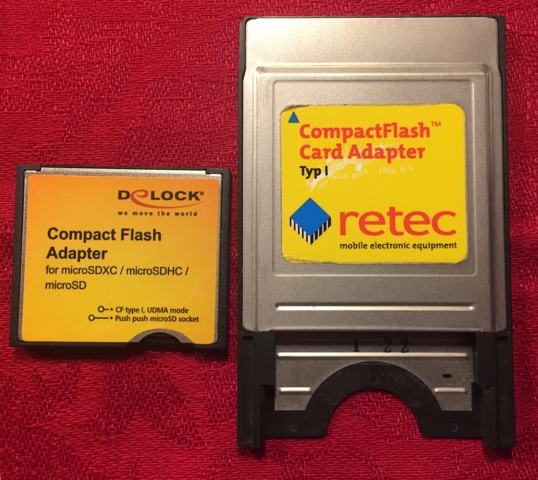 DeLOCK®
we move the world
Compact Flash
Adapter
for microSDXC / microSDHC /
microSD
CF type I, UDMA mode
Push push microSD socket
CompactFlash™
Card Adapter
Typ I
retec
mobile electronic equipment
1 22